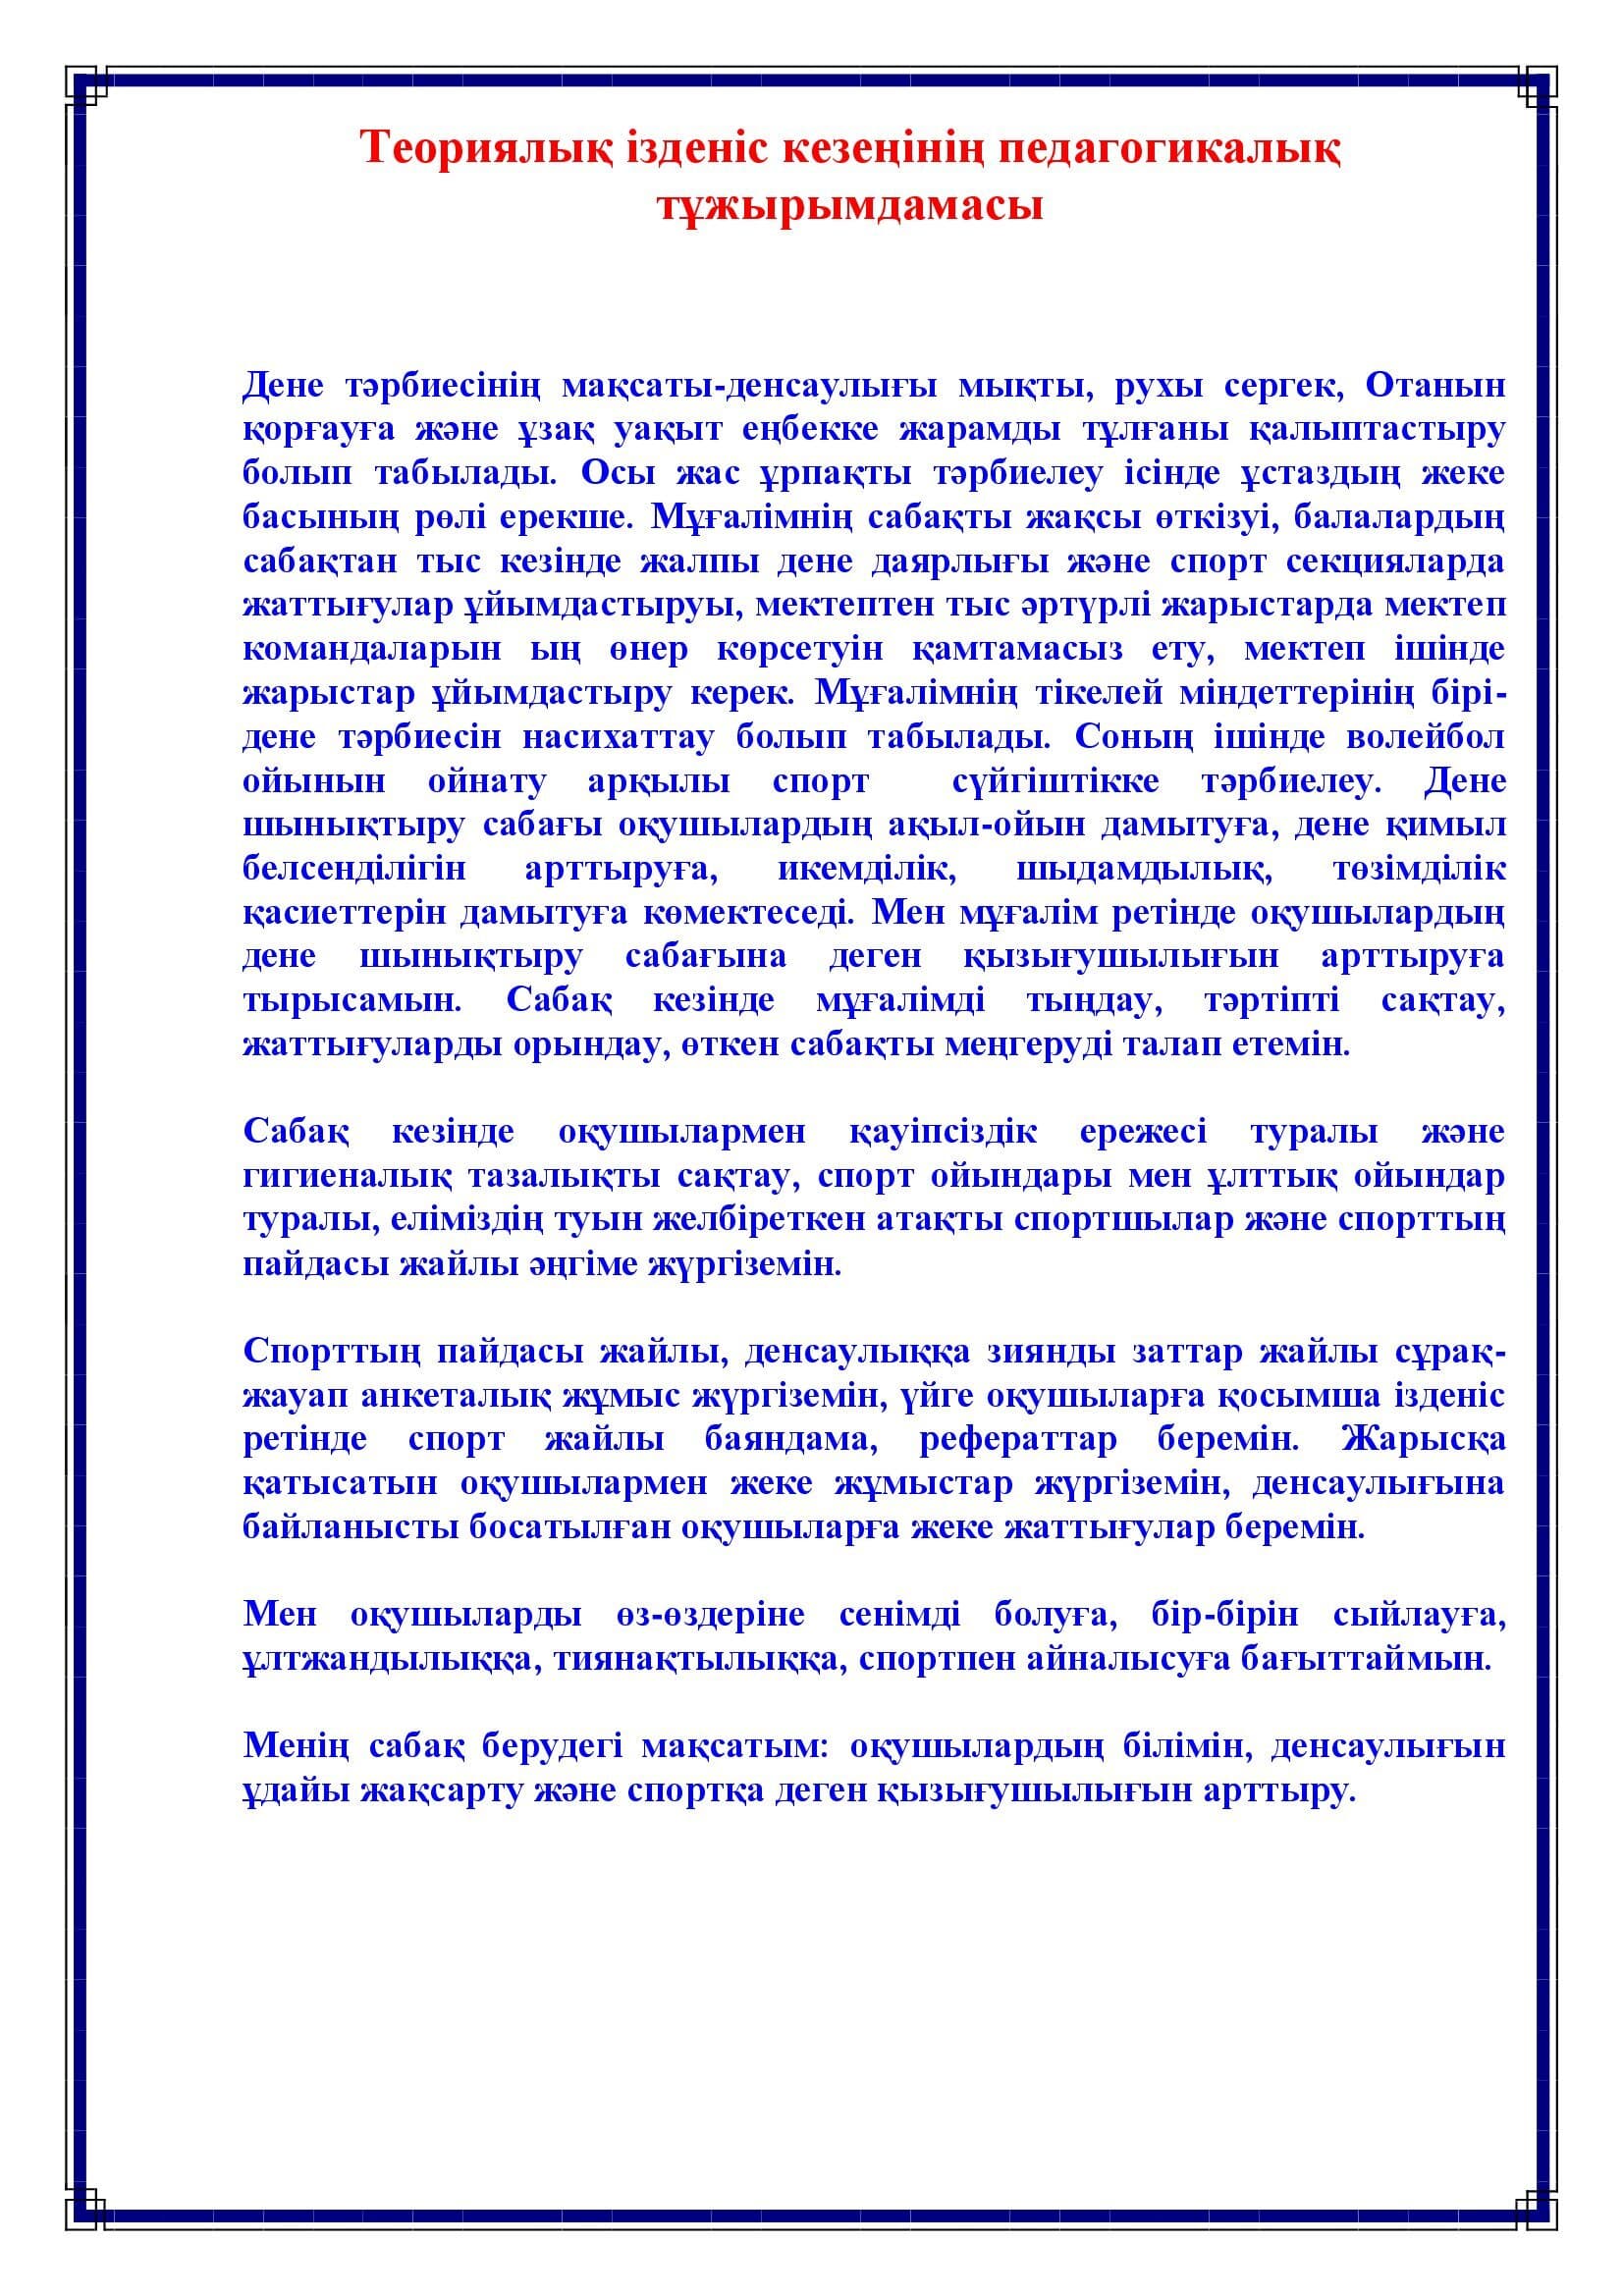 Теориялық ізденіс кезеңінің педагогикалық
тұжырымдамасы
Дене тәрбиесінің мақсаты-денсаулығы мықты, рухы сергек, Отанын
қорғауға және ұзақ уақыт еңбекке жарамды тұлғаны қалыптастыру
болып табылады. Осы жас ұрпақты тәрбиелеу ісінде ұстаздың жеке
басының рөлі ерекше. Мұғалімнің сабақты жақсы өткізуі, балалардың
сабақтан тыс кезінде жалпы дене даярлығы және спорт секцияларда
жаттығулар ұйымдастыруы, мектептен тыс әртүрлі жарыстарда мектеп
командаларын ың өнер көрсетуін қамтамасыз ету, мектеп ішінде
жарыстар ұйымдастыру керек. Мұғалімнің тікелей міндеттерінің бірі-
дене тәрбиесін насихаттау болып табылады. Соның ішінде волейбол
ойынын ойнату арқылы спорт сүйгіштікке тәрбиелеу. Дене
шынықтыру сабағы оқушылардың ақыл-ойын дамытуға, дене қимыл
белсенділігін арттыруға, икемділік, шыдамдылық, төзімділік
қасиеттерін дамытуға көмектеседі. Мен мұғалім ретінде оқушылардың
дене шынықтыру сабағына деген қызығушылығын арттыруға
тырысамын. Сабақ кезінде мұғалімді тыңдау, тәртіпті сақтау,
жаттығуларды орындау, өткен сабақты меңгеруді талап етемін.
Сабақ кезінде оқушылармен қауіпсіздік ережесі туралы және
гигиеналық тазалықты сақтау, спорт ойындары мен ұлттық ойындар
туралы, еліміздің туын желбіреткен атақты спортшылар және спорттың
пайдасы жайлы әңгіме жүргіземін.
Спорттың пайдасы жайлы, денсаулыққа зиянды заттар жайлы сұрақ-
жауап анкеталық жұмыс жүргіземін, үйге оқушыларға қосымша ізденіс
ретінде спорт жайлы баяндама, рефераттар беремін. Жарысқа
қатысатын оқушылармен жеке жұмыстар жүргіземін, денсаулығына
байланысты босатылған оқушыларға жеке жаттығулар беремін.
Мен оқушыларды өз-өздеріне сенімді болуға, бір-бірін сыйлауға,
ұлтжандылыққа, тиянақтылыққа, спортпен айналысуға бағыттаймын.
Менің сабақ берудегі мақсатым: оқушылардың білімін, денсаулығын
ұдайы жақсарту және спортқа деген қызығушылығын арттыру.